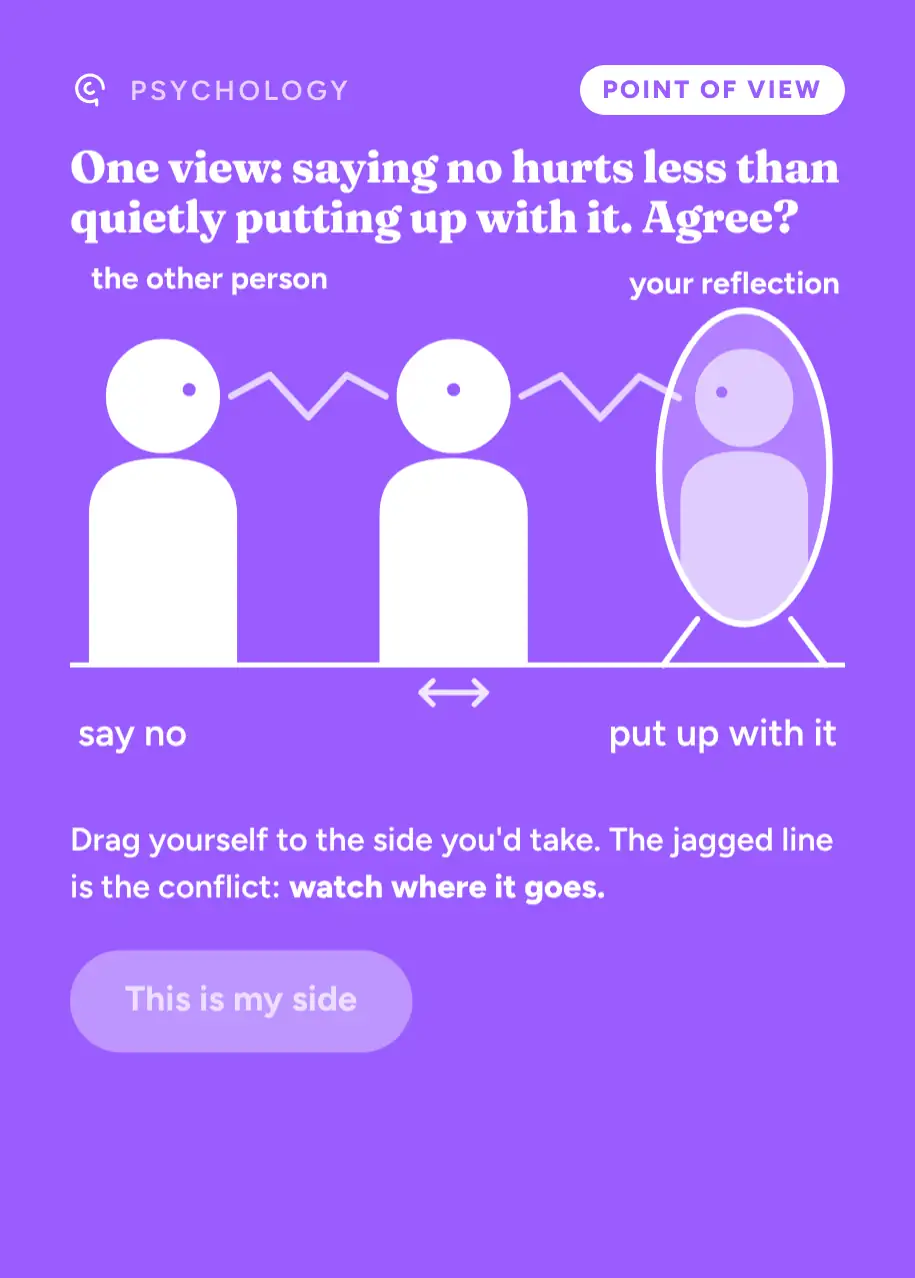 PSYCHOLOGY
POINT OF VIEW
One view: saying no hurts less than
quietly putting up with it. Agree?
the other person
your reflection
say no
put up with it
Drag yourself to the side you'd take. The jagged line
is the conflict: watch where it goes.
This is my side